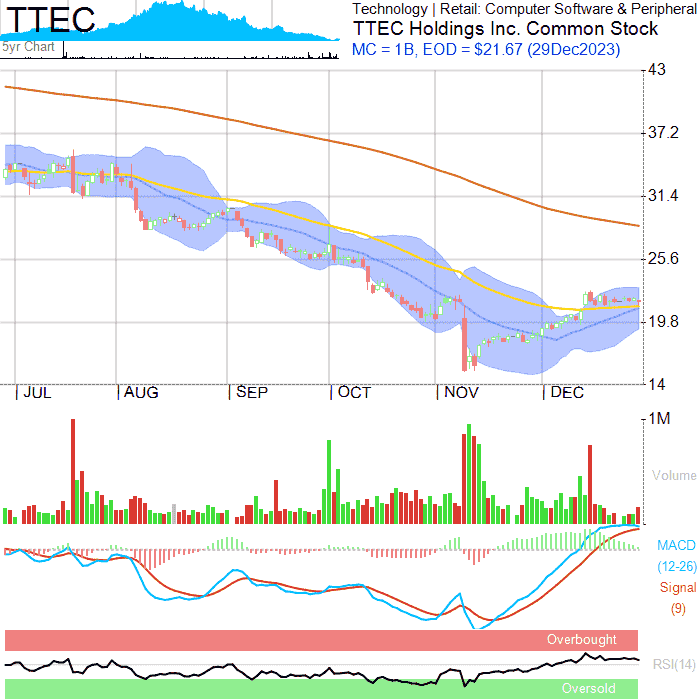 TTEC
5yr Chart
Technology | Retail: Computer Software & Peripheral
TTEC Holdings Inc. Common Stock
MC = 1B, EOD = $21.67 (29Dec2023)
43
37.2
31.4
25.6
19.8
14
JUL AUG SEP OCT NOV DEC
1M
Volume
MACD
(12-26)
Signal
(9)
Overbought
RSI(14)
Oversold